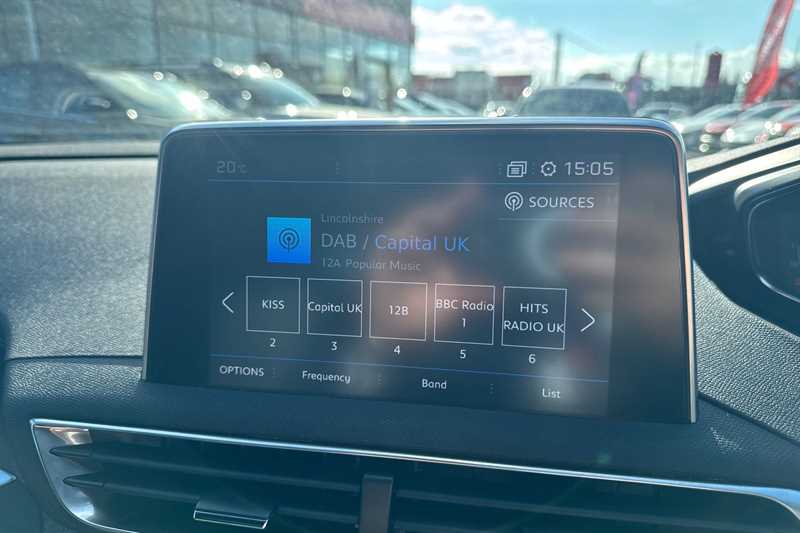 20°C
15:05
SOURCES
Lincolnshire
DAB / Capital UK
12A Popular Music
KISS
Capital UK
12B
BBC Radio
1
HITS
RADIO UK
2
3
4
5
6
OPTIONS
Frequency
Band
List